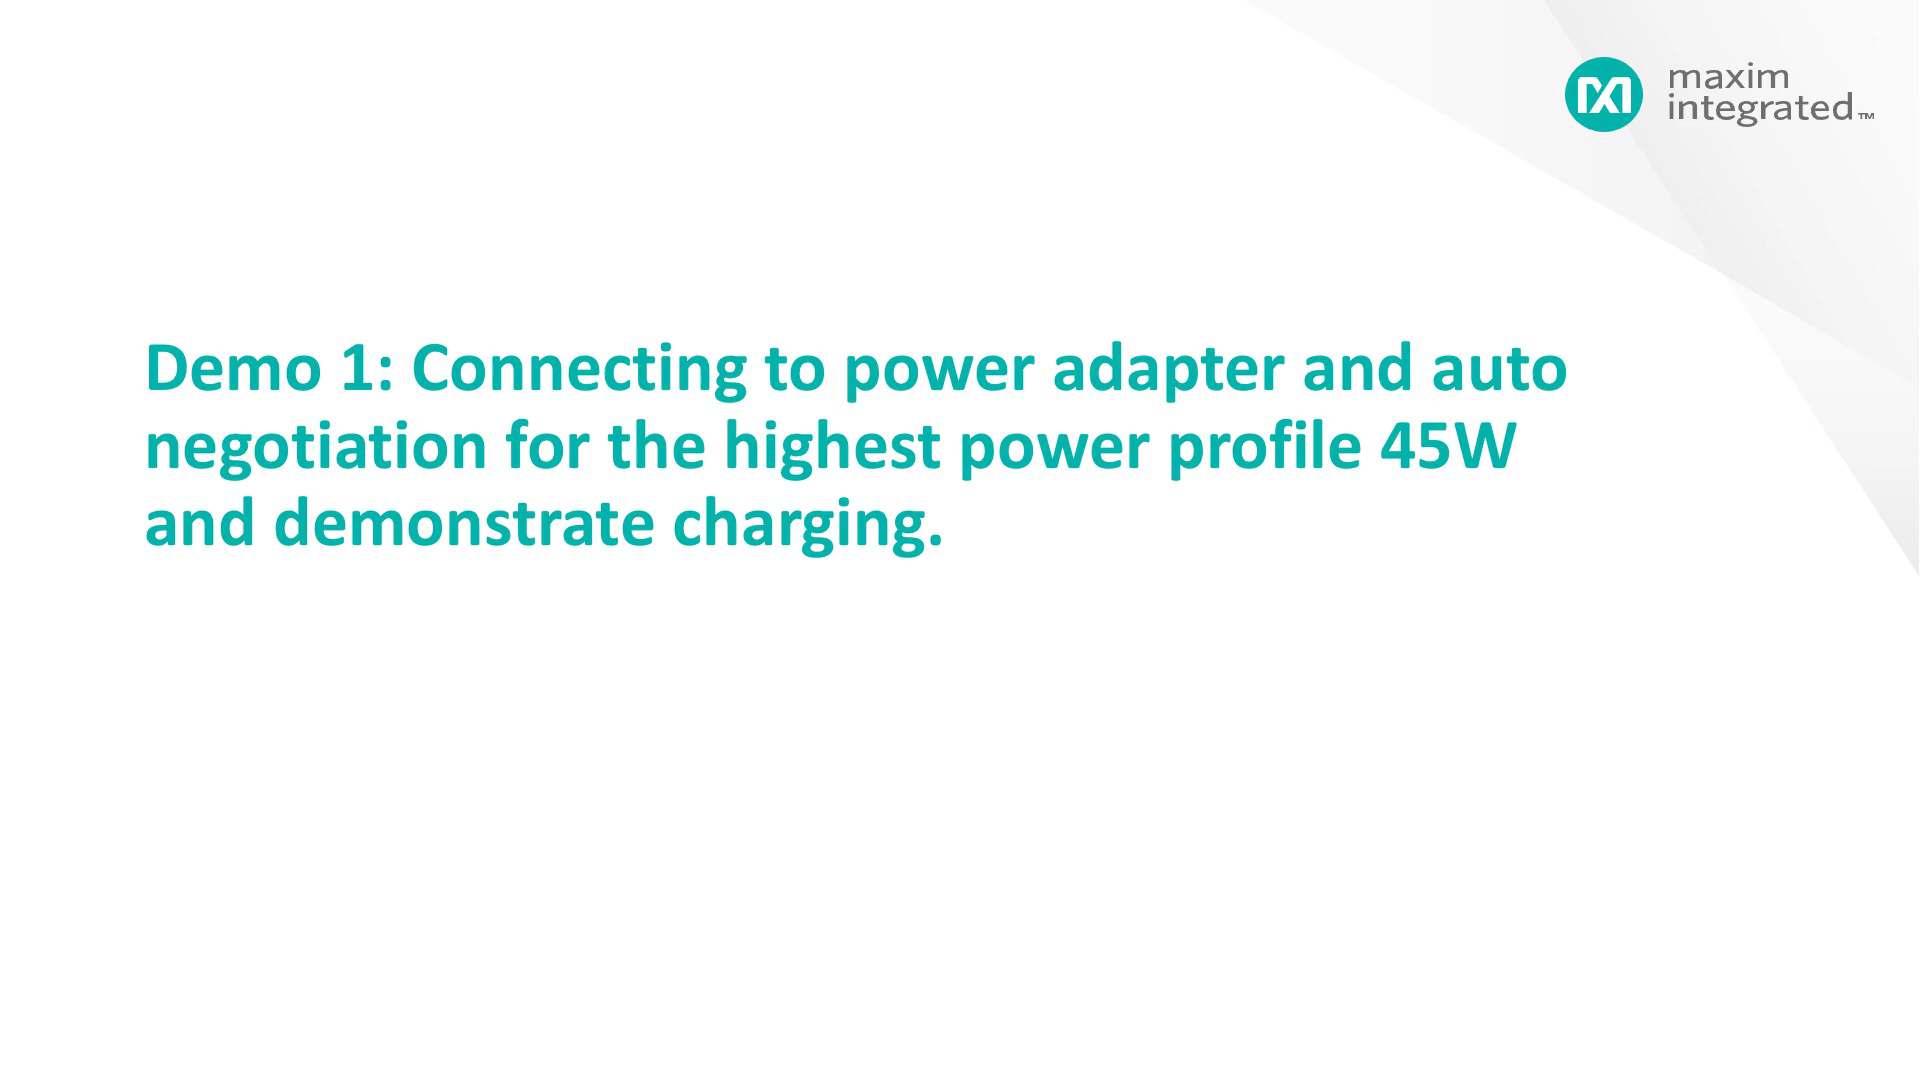 maxim
integrated™
Demo 1: Connecting to power adapter and auto
negotiation for the highest power profile 45W
and demonstrate charging.